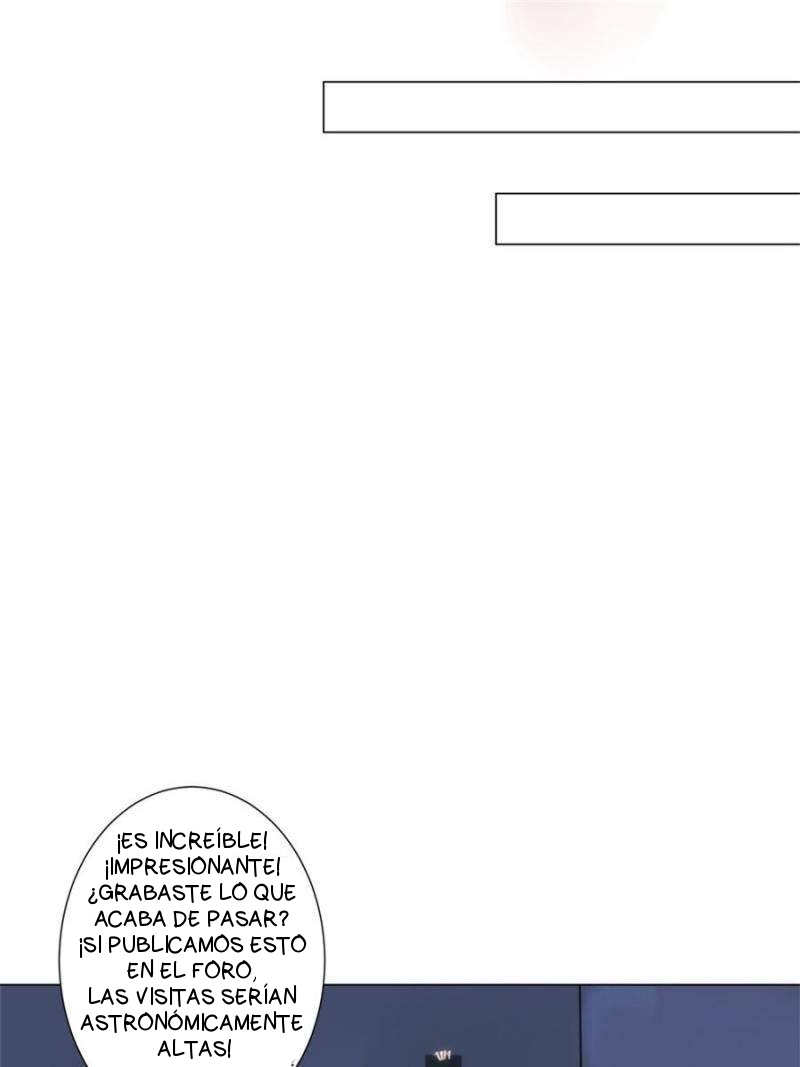 ¡ES INCREÍBLE!
¡IMPRESIONANTE!
¿GRABASTE LO QUE
ACABA DE PASAR?
¡SI PUBLICAMOS ESTO
EN EL FORO,
LAS VISITAS SERÍAN
ASTRONÓMICAMENTE
ALTAS!